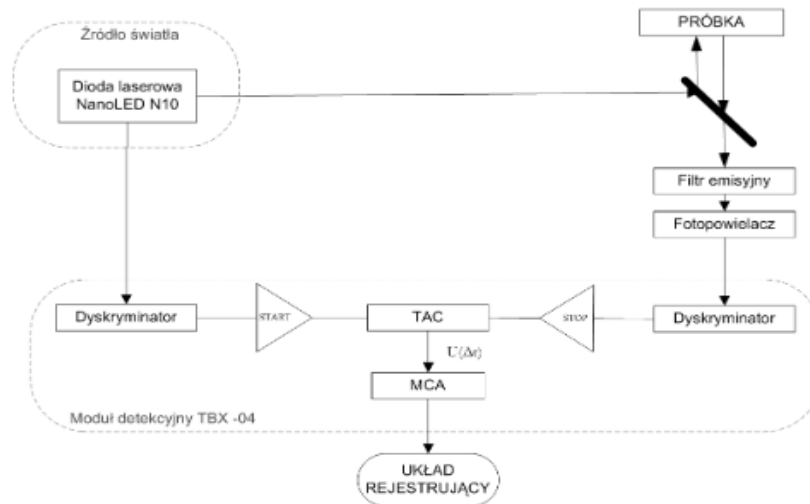 PRÓBKA
Źródło światła
Dioda laserowa
NanoLED N10
Filtr emisyjny
Fotopowielacz
Dyskryminator
START
TAC
STOP
Dyskryminator
U(Δt)
MCA
Moduł detekcyjny TBX -04
UKŁAD
REJESTRUJĄCY